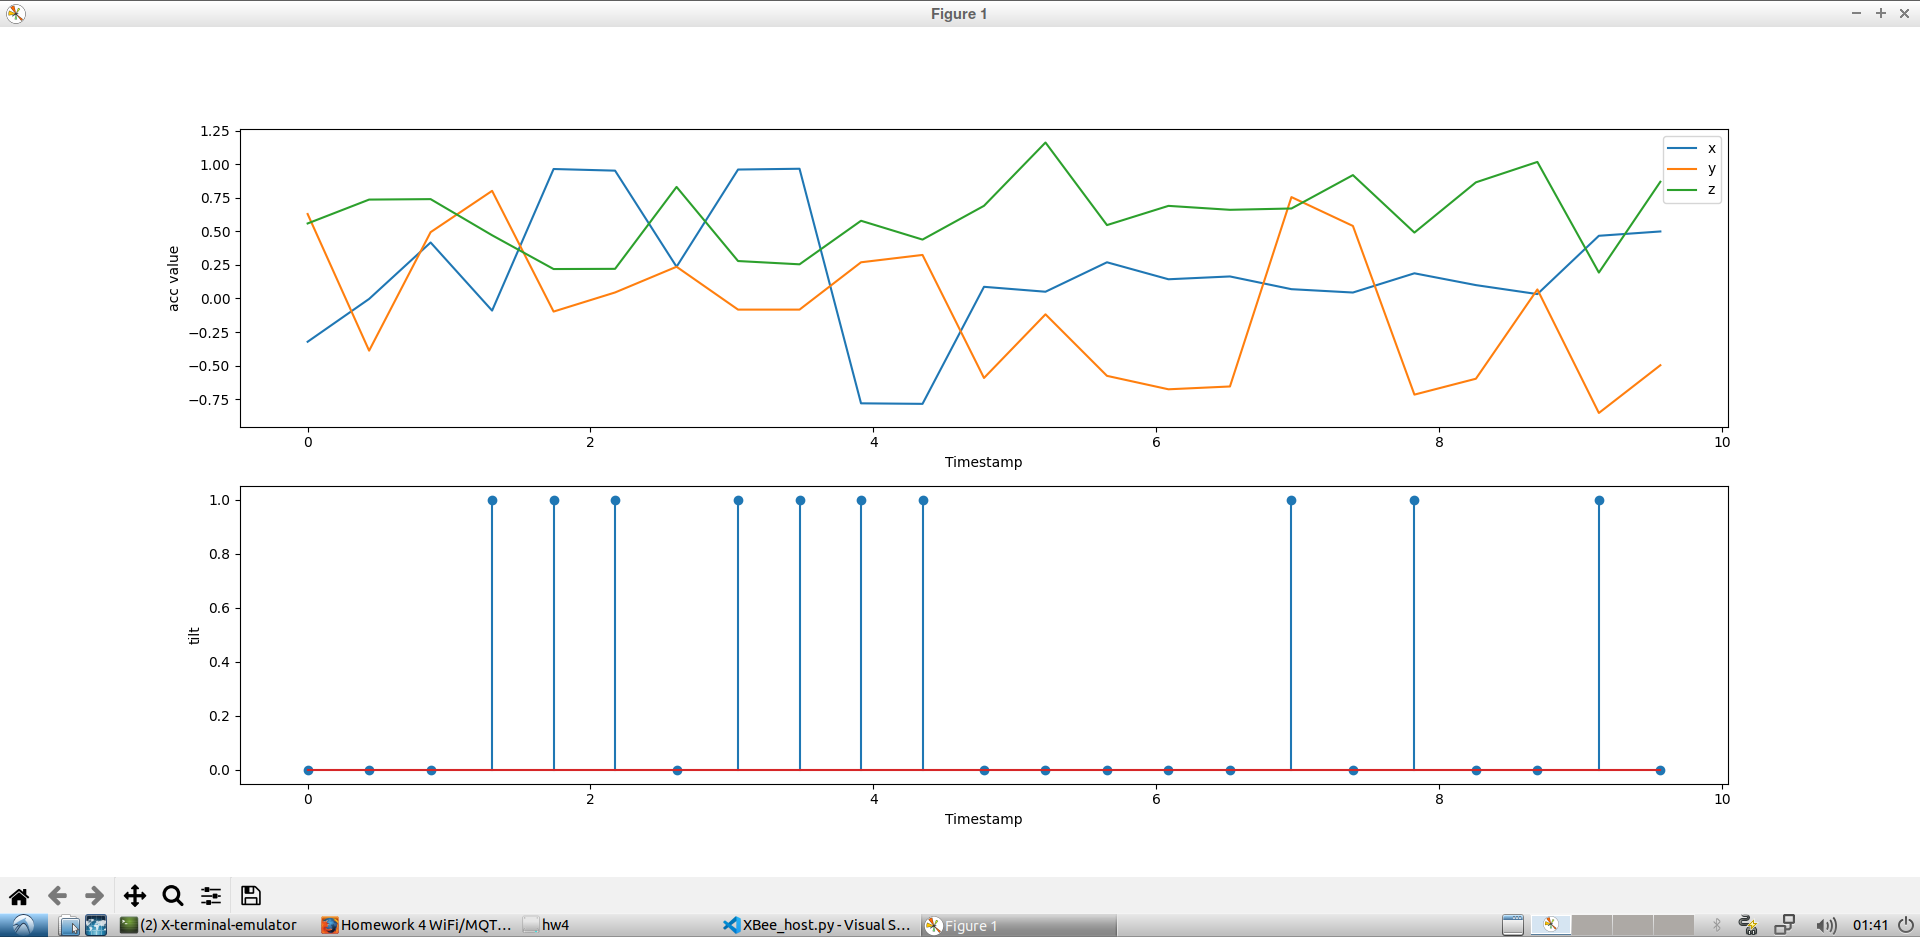 Figure 1
1.25
1.00
0.75
0.50
0.25
0.00
−0.25
−0.50
−0.75
acc value
x
y
z
0 2 4 6 8 10
Timestamp
1.0
0.8
0.6
0.4
0.2
0.0
tilt
0 2 4 6 8 10
Timestamp
(2) X-terminal-emulator Homework 4 WiFi/MQT... hw4 XBee_host.py - Visual S... Figure 1 01:41